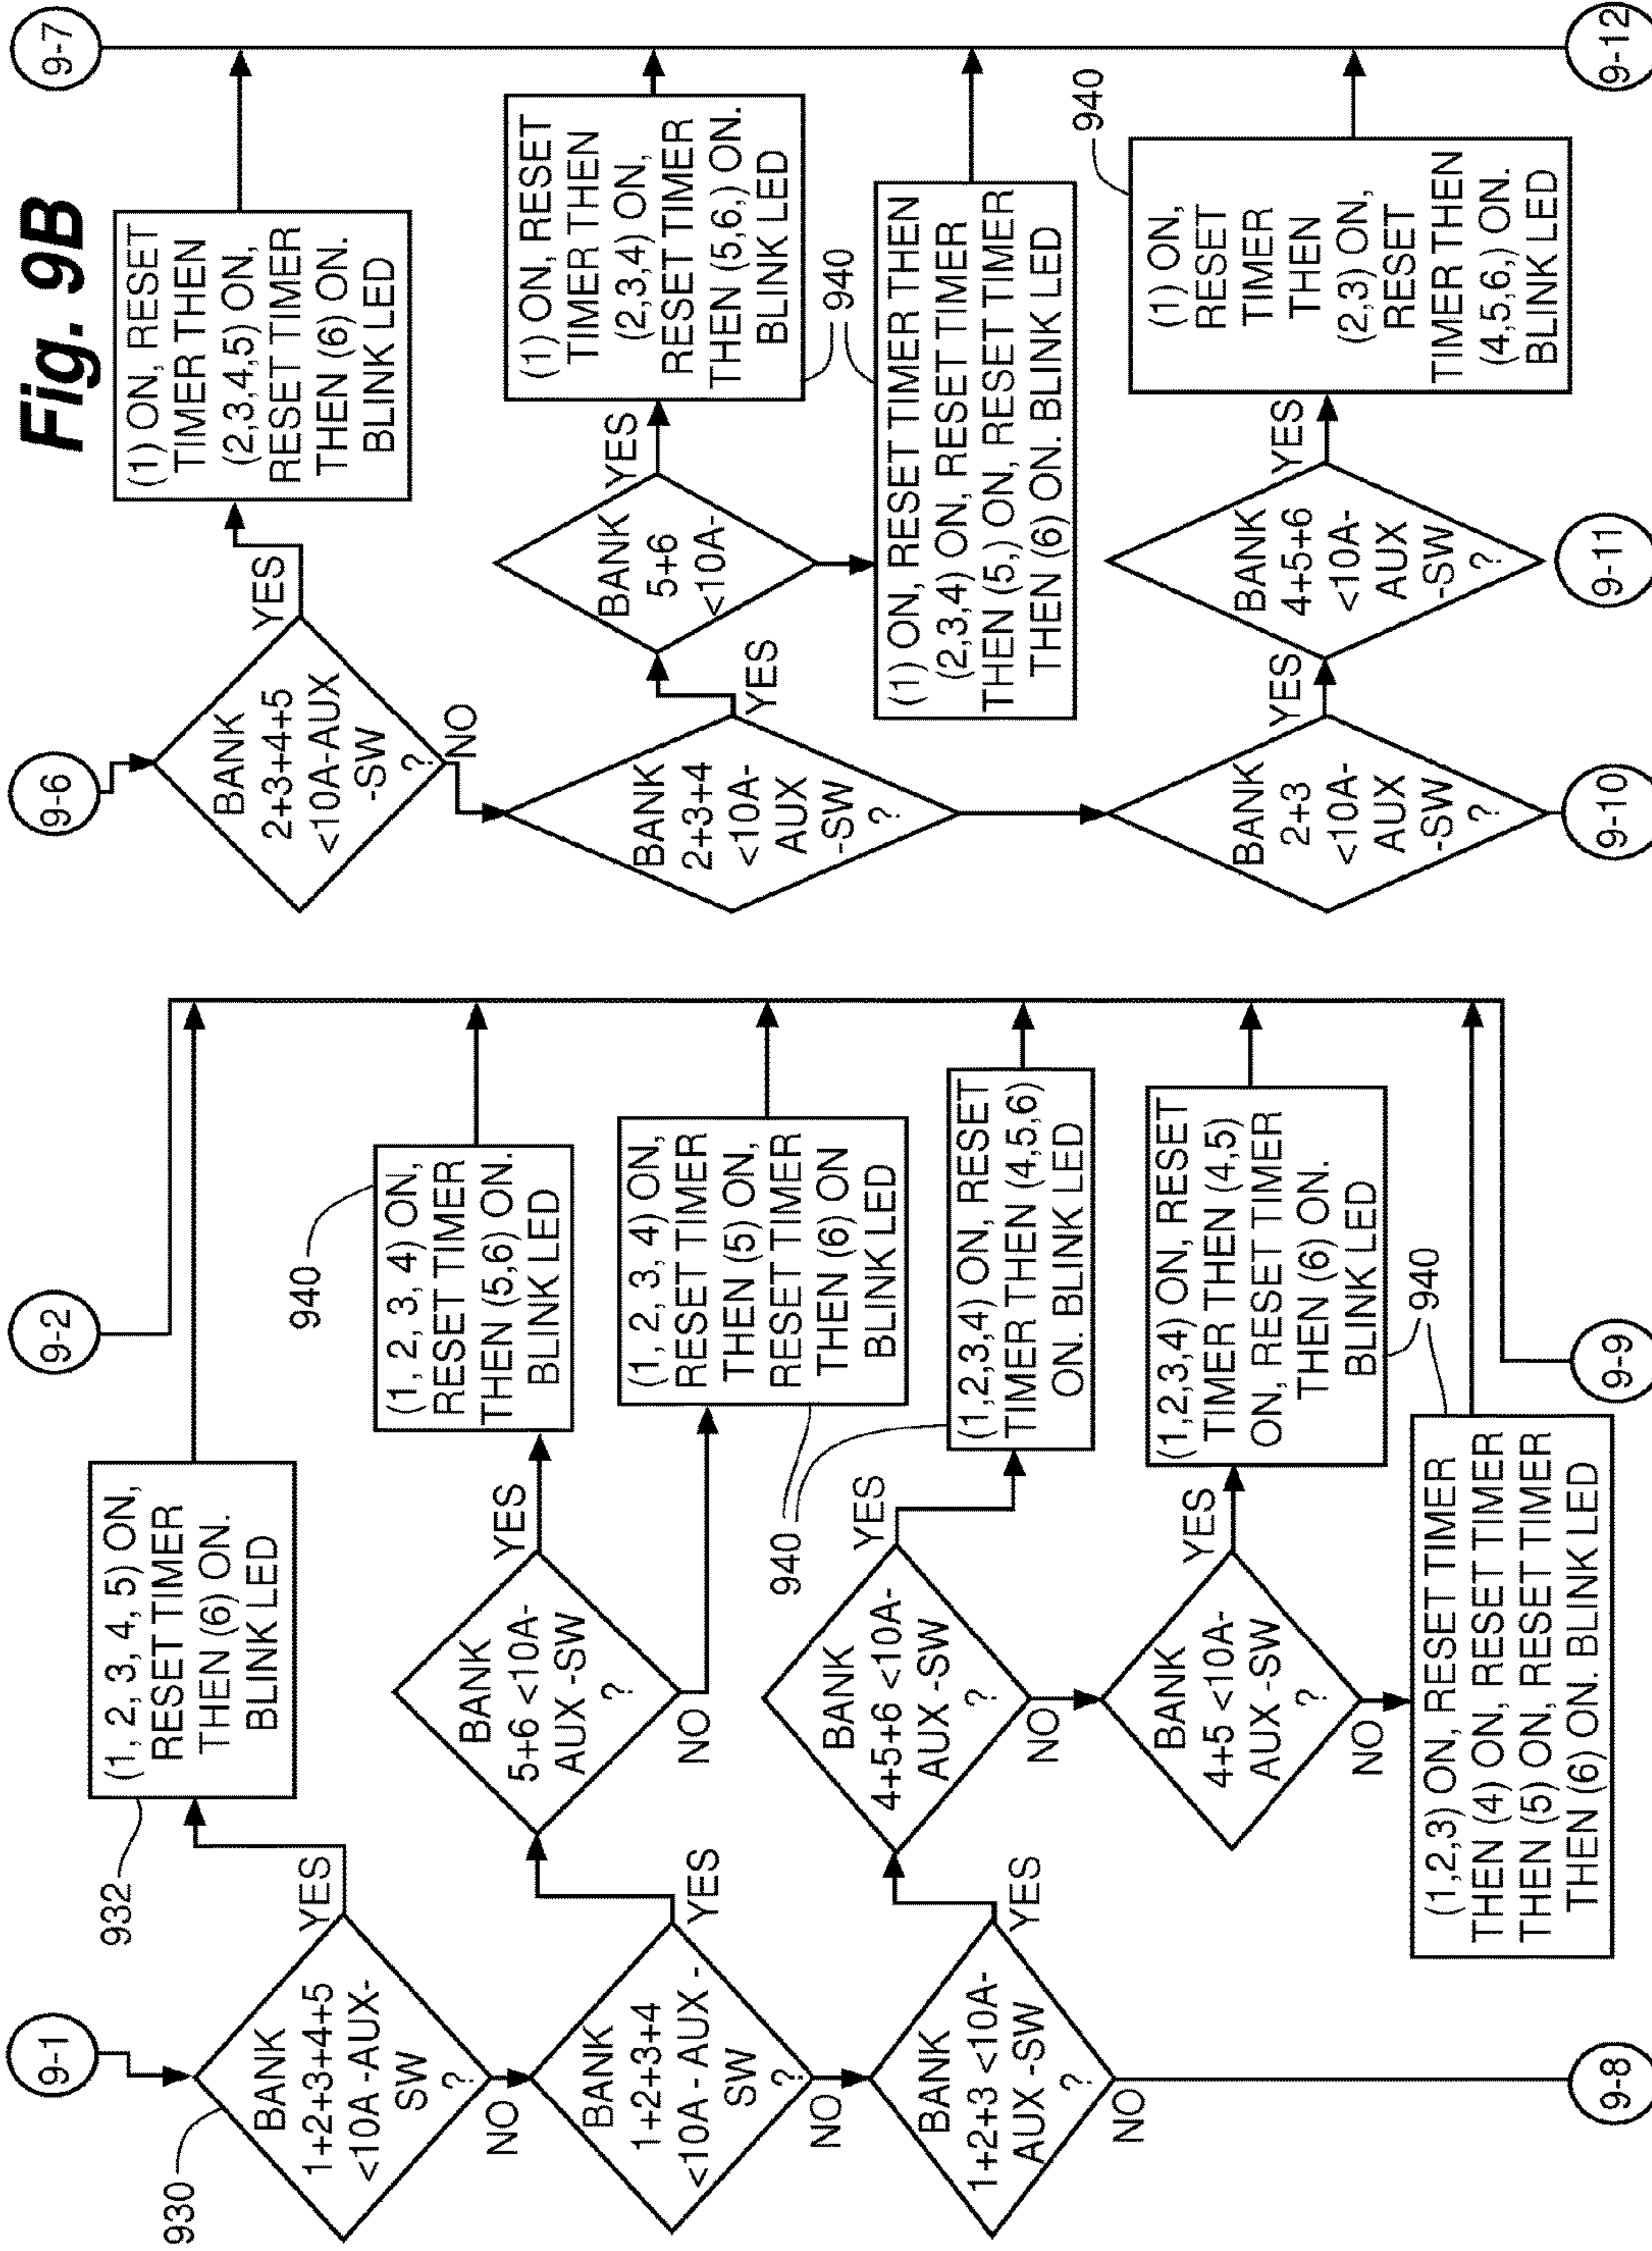 Fig. 9B
9-1
930
BANK
1+2+3+4+5
<10A -AUX-
SW
?
YES
NO
932
(1, 2, 3, 4, 5) ON,
RESET TIMER
THEN (6) ON.
BLINK LED
9-2
BANK
1+2+3+4
<10A - AUX -
SW
?
YES
NO
BANK
5+6 <10A-
AUX -SW
?
YES
NO
940
(1, 2, 3, 4) ON,
RESET TIMER
THEN (5,6) ON.
BLINK LED
(1, 2, 3, 4) ON,
RESET TIMER
THEN (5) ON,
RESET TIMER
THEN (6) ON
BLINK LED
940
BANK
1+2+3 <10A-
AUX -SW
?
YES
NO
BANK
4+5+6 <10A-
AUX -SW
?
YES
NO
(1,2,3,4) ON, RESET
TIMER THEN (4,5,6)
ON. BLINK LED
BANK
4+5 <10A-
AUX -SW
?
YES
NO
(1,2,3,4) ON, RESET
TIMER THEN (4,5)
ON, RESET TIMER
THEN (6) ON.
BLINK LED
940
(1,2,3) ON, RESET TIMER
THEN (4) ON, RESET TIMER
THEN (5) ON, RESET TIMER
THEN (6) ON. BLINK LED
9-8
9-9
9-6
BANK
2+3+4+5
<10A-AUX
-SW
?
YES
NO
(1) ON, RESET
TIMER THEN
(2,3,4,5) ON,
RESET TIMER
THEN (6) ON.
BLINK LED
9-7
BANK
2+3+4
<10A-
AUX
-SW
?
YES
BANK
5+6
<10A-
YES
(1) ON, RESET
TIMER THEN
(2,3,4) ON,
RESET TIMER
THEN (5,6,) ON.
BLINK LED
940
(1) ON, RESET TIMER THEN
(2,3,4) ON, RESET TIMER
THEN (5,) ON, RESET TIMER
THEN (6) ON. BLINK LED
BANK
2+3
<10A-
AUX
-SW
?
YES
BANK
4+5+6
<10A-
AUX
-SW
?
YES
940
(1) ON,
RESET
TIMER
THEN
(2,3) ON,
RESET
TIMER THEN
(4,5,6,) ON.
BLINK LED
9-10
9-11
9-12